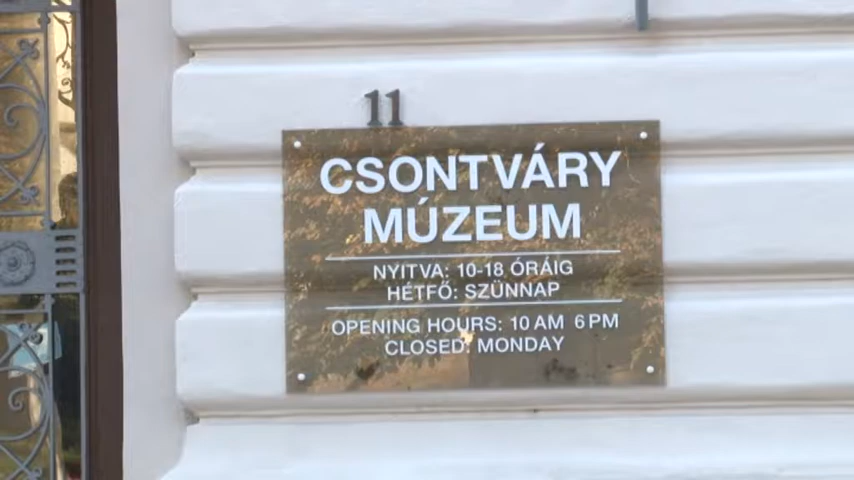 11
CSONTVÁRY
MÚZEUM
NYITVA: 10-18 ÓRÁIG
HÉTFŐ: SZÜNNAP
OPENING HOURS: 10 AM 6 PM
CLOSED: MONDAY